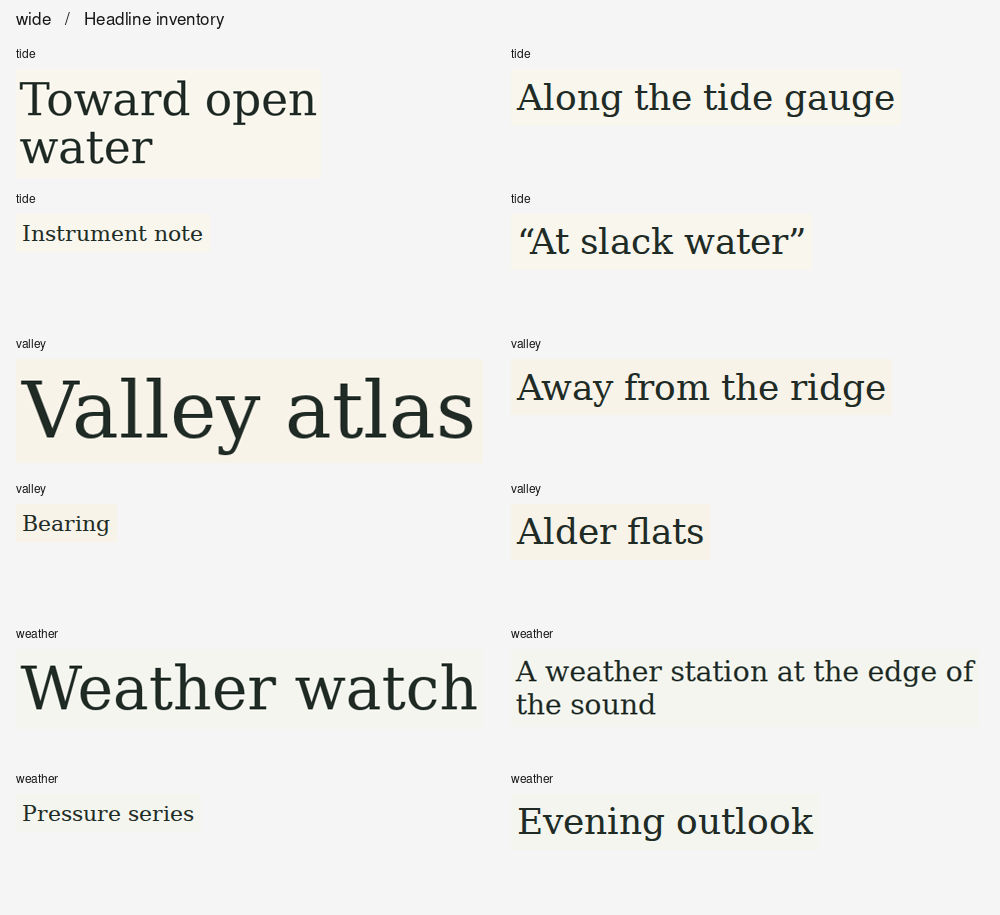 wide / Headline inventory
tide
Toward open
water
tide
Along the tide gauge
tide
Instrument note
tide
“At slack water”
valley
Valley atlas
valley
Away from the ridge
valley
Bearing
valley
Alder flats
weather
Weather watch
weather
A weather station at the edge of
the sound
weather
Pressure series
weather
Evening outlook